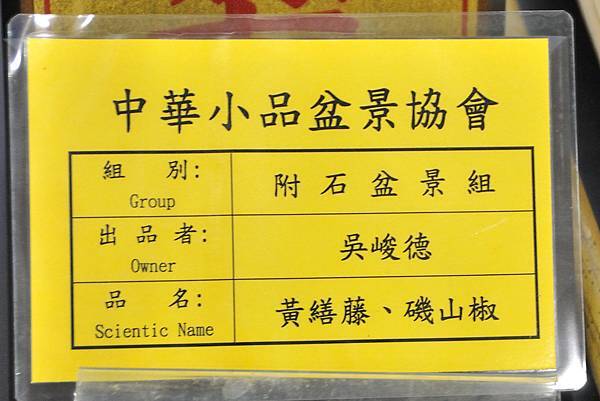 中華小品盆景協會
組 別: 附石盆景組
Group
出品者: 吳峻德
Owner
品 名: 黃繕藤、磯山椒
Scientic Name